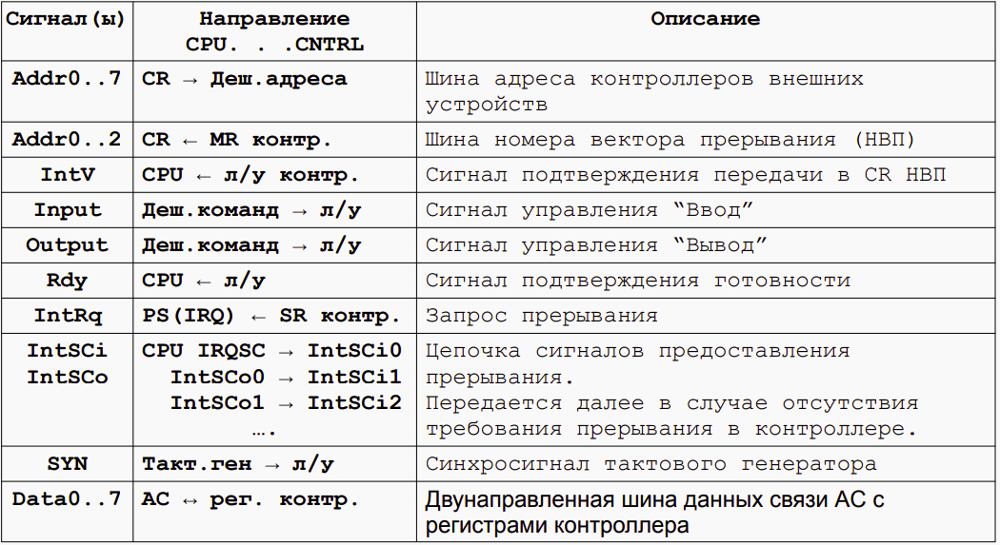 Сигнал(ы) Направление Описание
CPU. . .CNTRL
Addr0..7 CR → Деш.адреса Шина адреса контроллеров внешних
устройств
Addr0..2 CR ← MR контр. Шина номера вектора прерывания (НВП)
IntV CPU ← л/у контр. Сигнал подтверждения передачи в CR НВП
Input Деш.команд → л/у Сигнал управления “Ввод”
Output Деш.команд → л/у Сигнал управления “Вывод”
Rdy CPU ← л/у Сигнал подтверждения готовности
IntRq PS(IRQ) ← SR контр. Запрос прерывания
IntSCi CPU IRQSC → IntSCi0 Цепочка сигналов предоставления
IntSCo IntSCo0 → IntSCi1 прерывания.
IntSCo1 → IntSCi2 Передается далее в случае отсутствия
…. требования прерывания в контроллере.
SYN Такт.ген → л/у Синхросигнал тактового генератора
Data0..7 AC ↔ рег. контр. Двунаправленная шина данных связи АС с
регистрами контроллера